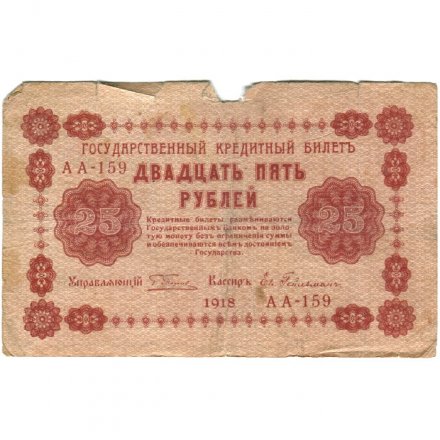 ГОСУДАРСТВЕННЫЙ КРЕДИТНЫЙ БИЛЕТЪ
АА-159
ДВАДЦАТЬ ПЯТЬ
РУБЛЕЙ
25
25
Кредитные билеты размѣниваются
Государственнымъ Банкомъ на золо-
тую монету безъ ограниченія суммы
и обезпечиваются всѣмъ достояніемъ
Государства.
Управляющій
Кассиръ
1918
АА-159